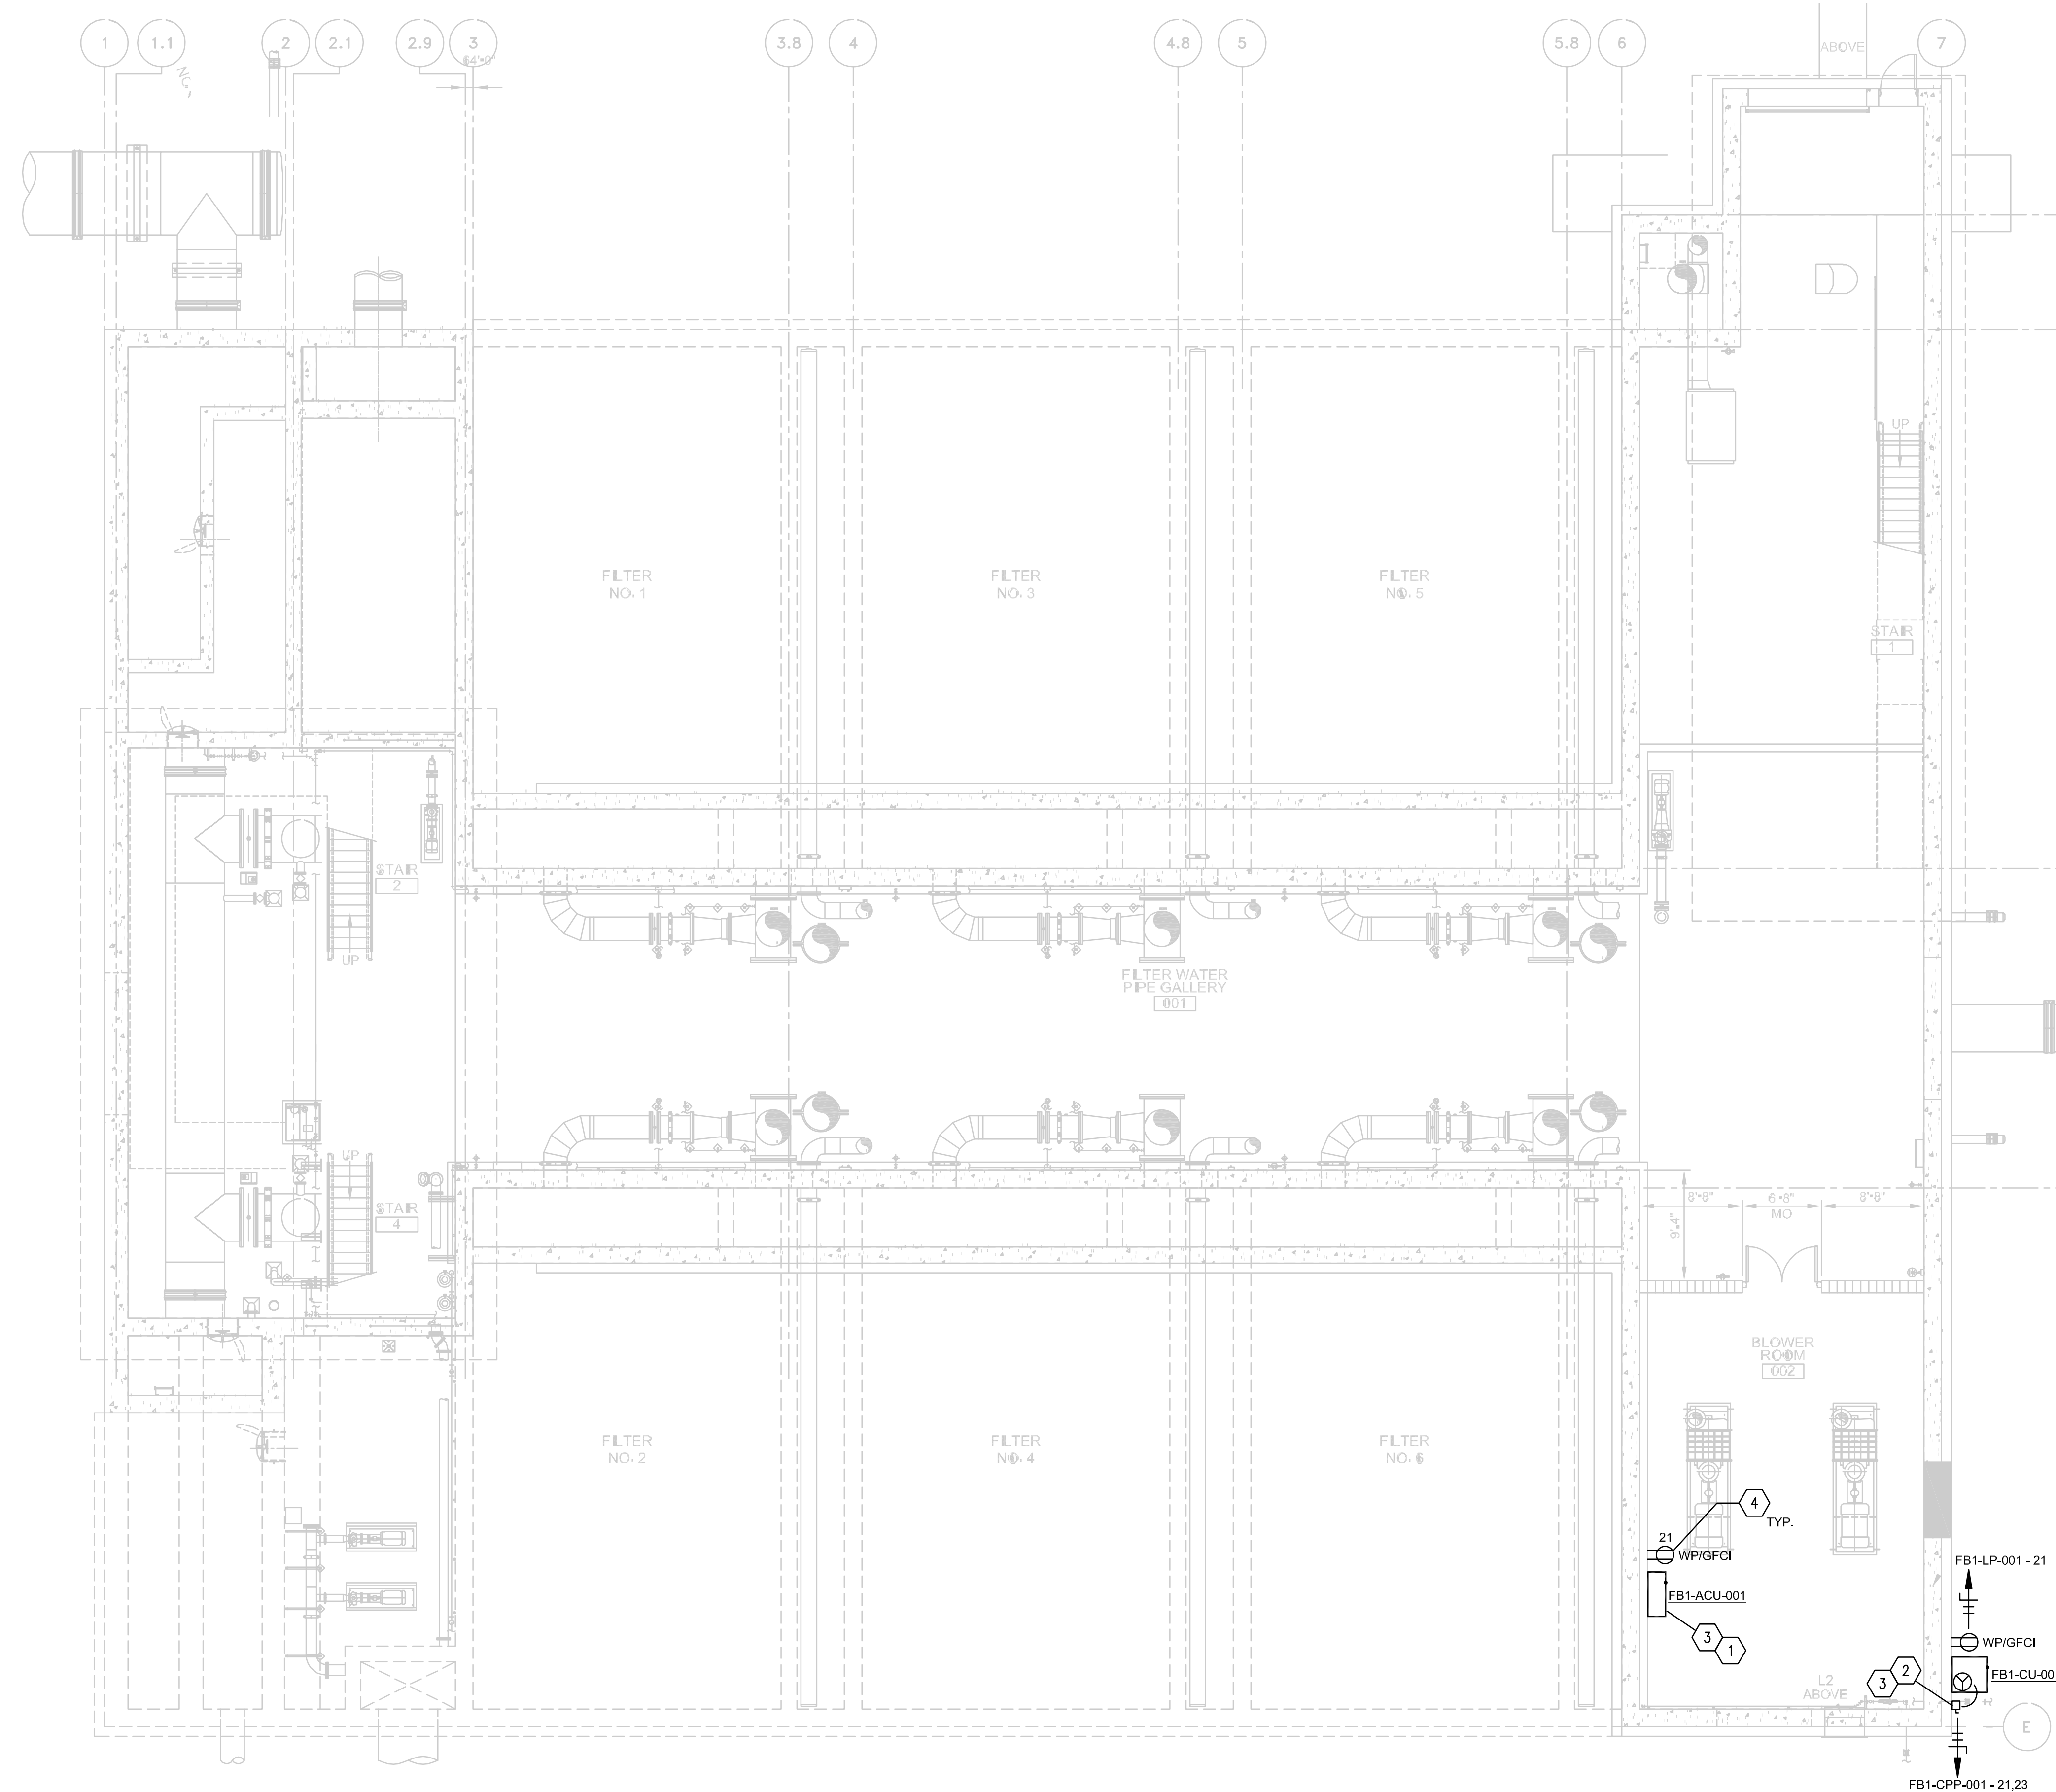 1
1.1
2
2.1
2.9
3
3.8
4
4.8
5
5.8
6
7
64'-0"
ABOVE
UP
FILTER
NO. 1
FILTER
NO. 3
FILTER
NO. 5
STAIR
1
STAIR
2
UP
FILTER WATER
PIPE GALLERY
001
UP
STAIR
4
8'-8"
6'-8"
MO
8'-8"
9'-4"
BLOWER
ROOM
002
FILTER
NO. 2
FILTER
NO. 4
FILTER
NO. 6
4
TYP.
21
WP/GFCI
FB1-LP-001 - 21
FB1-ACU-001
3
1
WP/GFCI
2
3
FB1-CU-00
L2
ABOVE
E
FB1-CPP-001 - 21,23